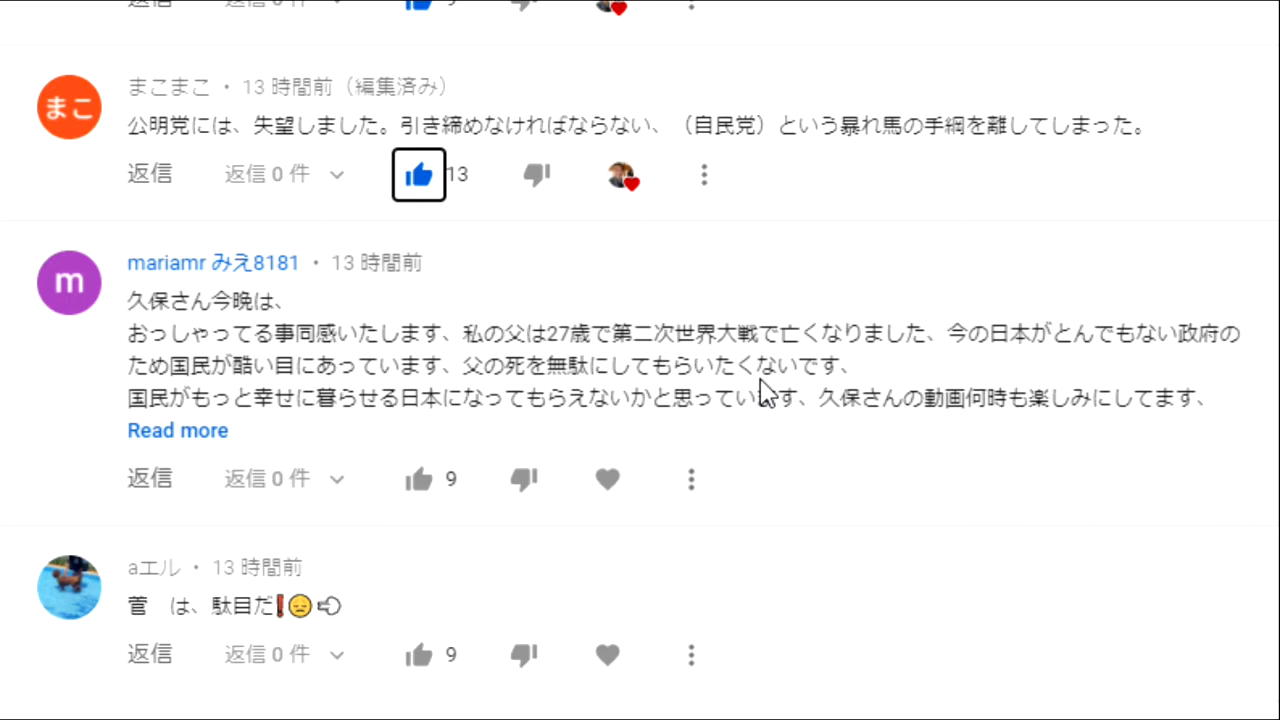 返信 返信 0 件 9
まこ
まこまこ ・ 13 時間前（編集済み）
公明党には、失望しました。引き締めなければならない、（自民党）という暴れ馬の手綱を離してしまった。
返信 返信 0 件 13
m
mariamr みえ8181 ・ 13 時間前
久保さん今晩は、
おっしゃってる事同感いたします、私の父は27歳で第二次世界大戦で亡くなりました、今の日本がとんでもない政府の
ため国民が酷い目にあっています、父の死を無駄にしてもらいたくないです、
国民がもっと幸せに暮らせる日本になってもらえないかと思っています、久保さんの動画何時も楽しみにしてます、
Read more
返信 返信 0 件 9
aエル ・ 13 時間前
菅　は、駄目だ❗😞💨
返信 返信 0 件 9